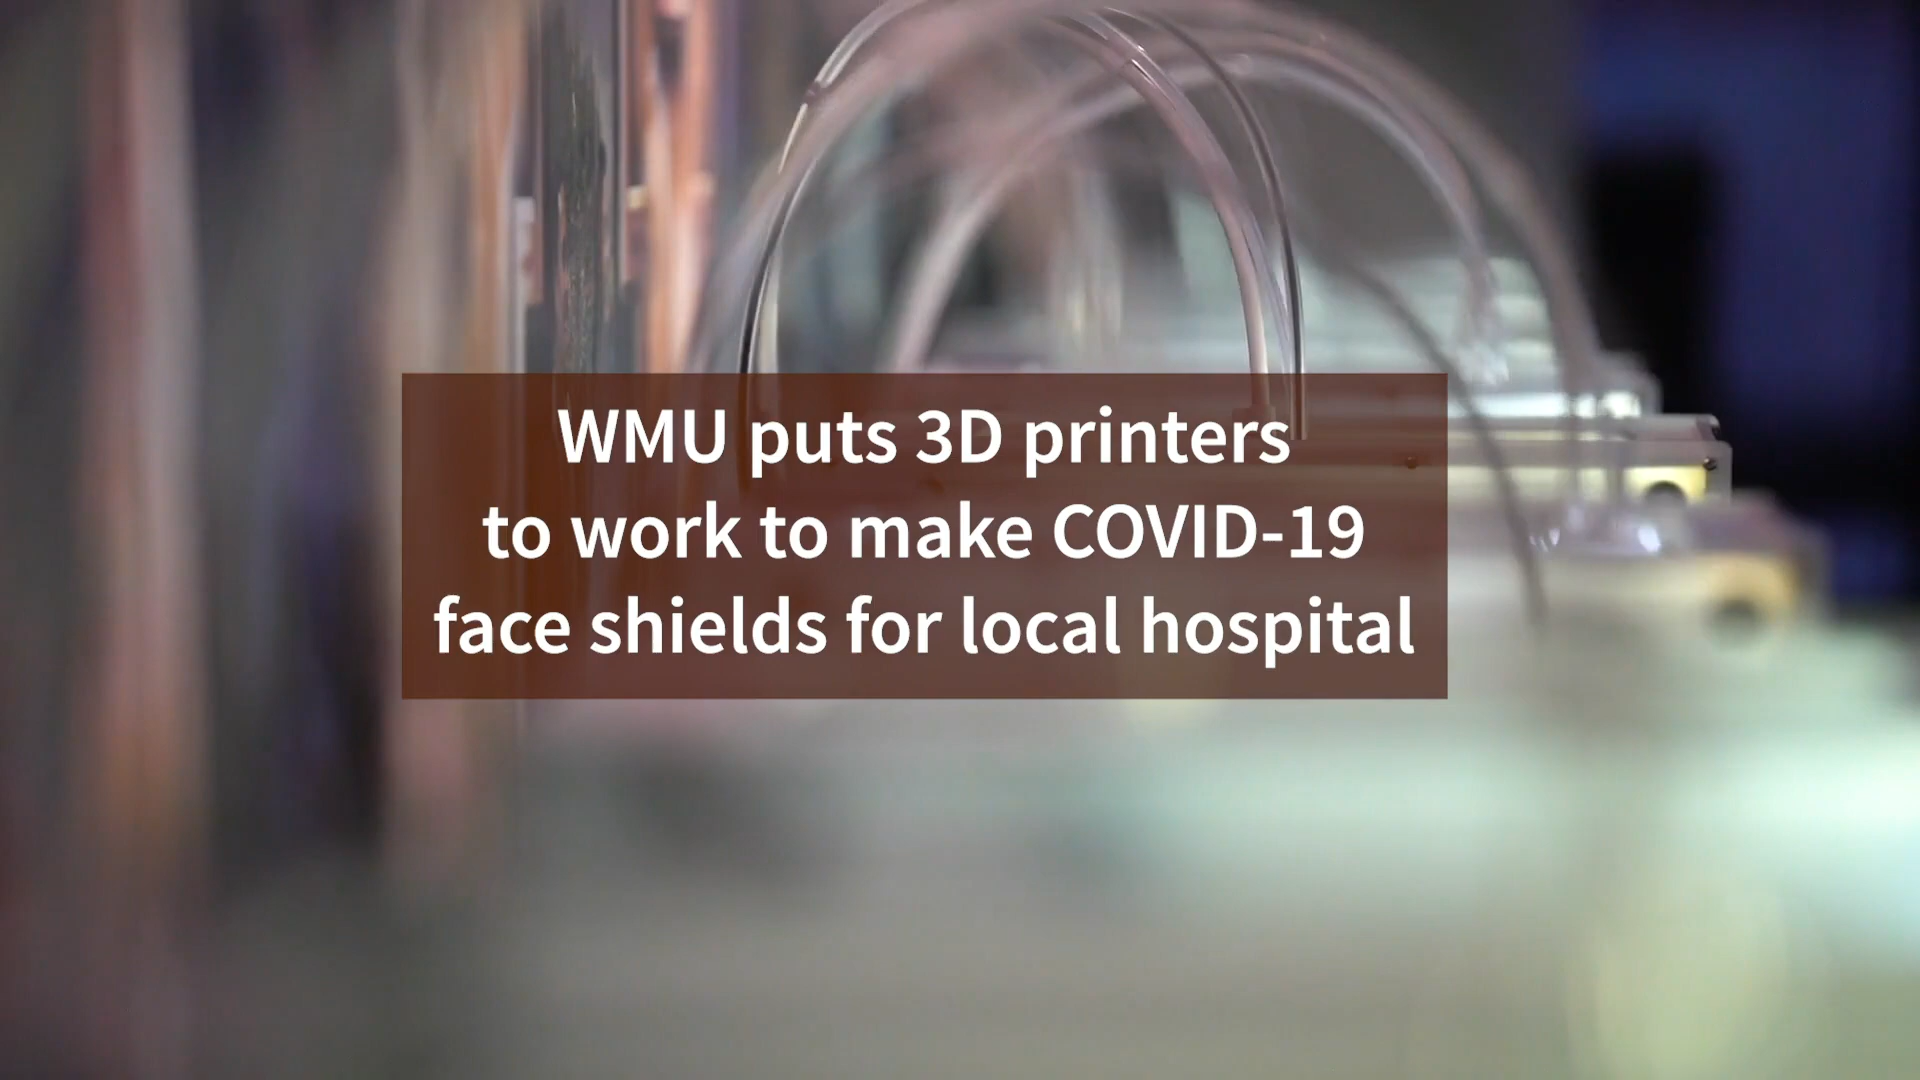 WMU puts 3D printers
to work to make COVID-19
face shields for local hospital